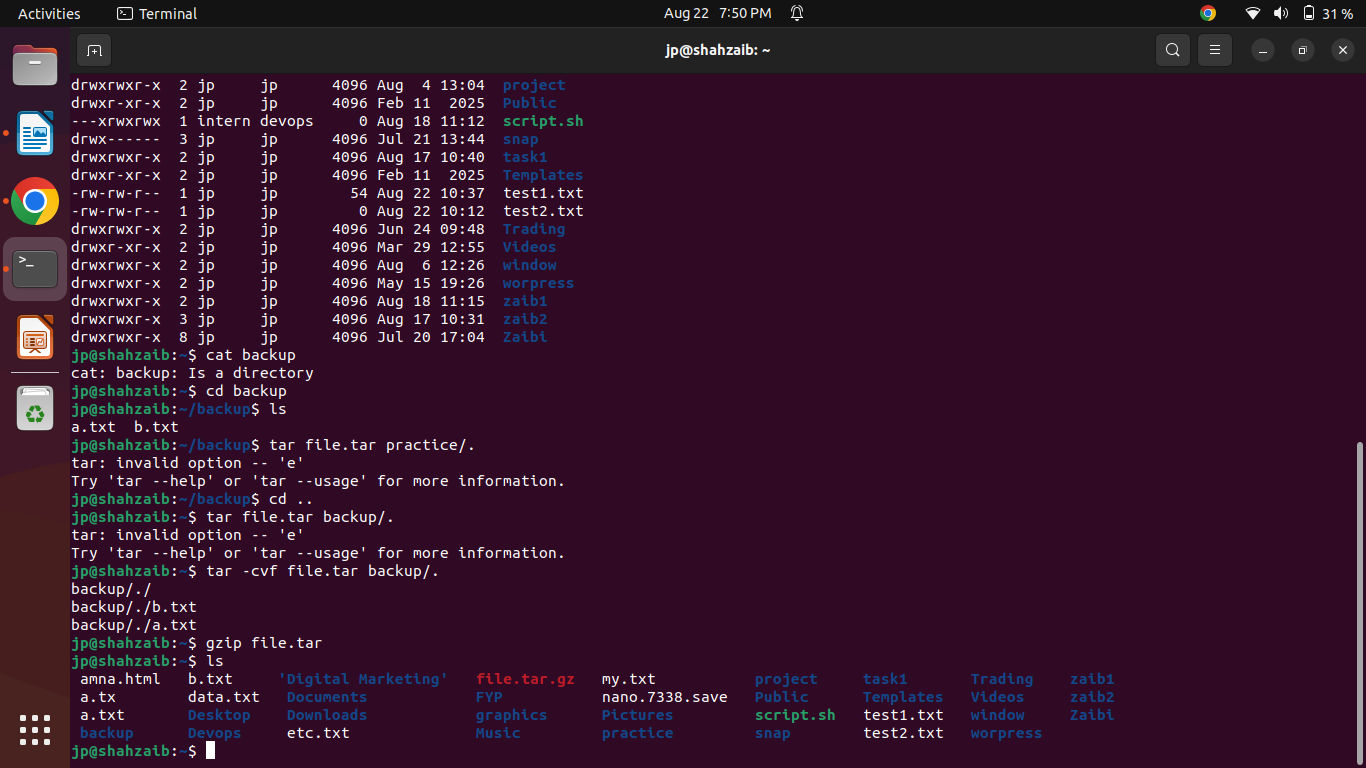 Activities Terminal Aug 22 7:50 PM 31 %
jp@shahzaib: ~
drwxrwxr-x  2 jp     jp      4096 Aug  4 13:04  project
drwxr-xr-x  2 jp     jp      4096 Feb 11  2025  Public
---xrwxrwx  1 intern devops     0 Aug 18 11:12  script.sh
drwx------  3 jp     jp      4096 Jul 21 13:44  snap
drwxrwxr-x  2 jp     jp      4096 Aug 17 10:40  task1
drwxr-xr-x  2 jp     jp      4096 Feb 11  2025  Templates
-rw-rw-r--  1 jp     jp        54 Aug 22 10:37  test1.txt
-rw-rw-r--  1 jp     jp         0 Aug 22 10:12  test2.txt
drwxrwxr-x  2 jp     jp      4096 Jun 24 09:48  Trading
drwxr-xr-x  2 jp     jp      4096 Mar 29 12:55  Videos
drwxrwxr-x  2 jp     jp      4096 Aug  6 12:26  window
drwxrwxr-x  2 jp     jp      4096 May 15 19:26  worpress
drwxrwxr-x  2 jp     jp      4096 Aug 18 11:15  zaib1
drwxrwxr-x  3 jp     jp      4096 Aug 17 10:31  zaib2
drwxrwxr-x  8 jp     jp      4096 Jul 20 17:04  Zaibi
jp@shahzaib:~$ cat backup
cat: backup: Is a directory
jp@shahzaib:~$ cd backup
jp@shahzaib:~/backup$ ls
a.txt  b.txt
jp@shahzaib:~/backup$ tar file.tar practice/.
tar: invalid option -- 'e'
Try 'tar --help' or 'tar --usage' for more information.
jp@shahzaib:~/backup$ cd ..
jp@shahzaib:~$ tar file.tar backup/.
tar: invalid option -- 'e'
Try 'tar --help' or 'tar --usage' for more information.
jp@shahzaib:~$ tar -cvf file.tar backup/.
backup/./
backup/./b.txt
backup/./a.txt
jp@shahzaib:~$ gzip file.tar
jp@shahzaib:~$ ls
amna.html   b.txt     'Digital Marketing'   file.tar.gz   my.txt           project     task1       Trading    zaib1
a.tx        data.txt   Documents            FYP           nano.7338.save   Public      Templates   Videos     zaib2
a.txt       Desktop    Downloads            graphics      Pictures         script.sh   test1.txt   window     Zaibi
backup      Devops     etc.txt              Music         practice         snap        test2.txt   worpress
jp@shahzaib:~$